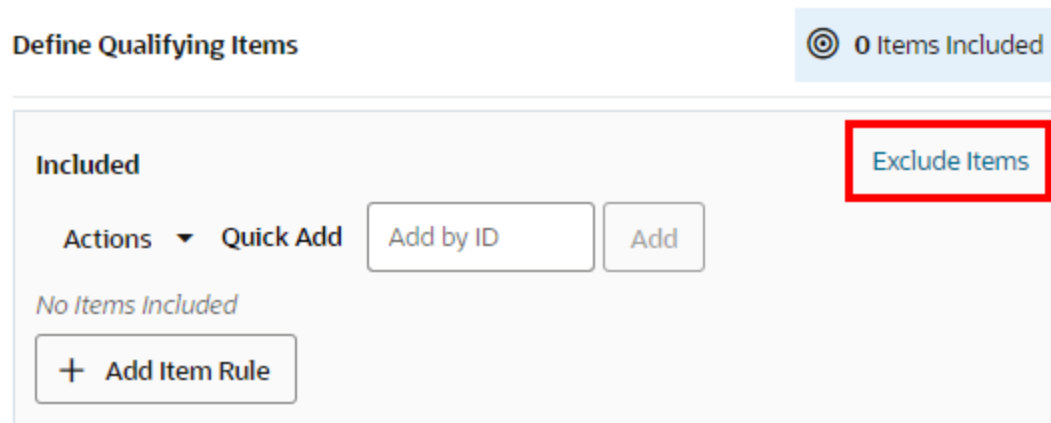 Define Qualifying Items
0 Items Included
Included
Exclude Items
Actions Quick Add Add by ID Add
No Items Included
+ Add Item Rule